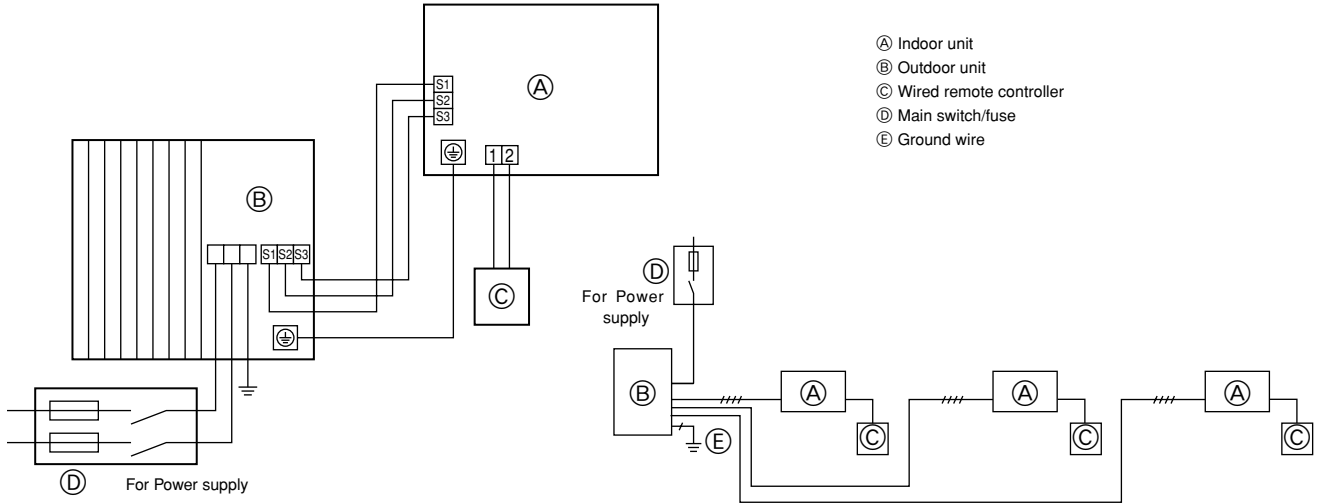 S1
S2
S3
Ⓐ
1 2
Ⓑ
S1 S2 S3
Ⓒ
Ⓓ
For Power supply
Ⓐ Indoor unit
Ⓑ Outdoor unit
Ⓒ Wired remote controller
Ⓓ Main switch/fuse
Ⓔ Ground wire
Ⓓ
For Power
supply
Ⓑ
Ⓐ
Ⓐ
Ⓐ
Ⓒ
Ⓒ
Ⓒ
Ⓔ